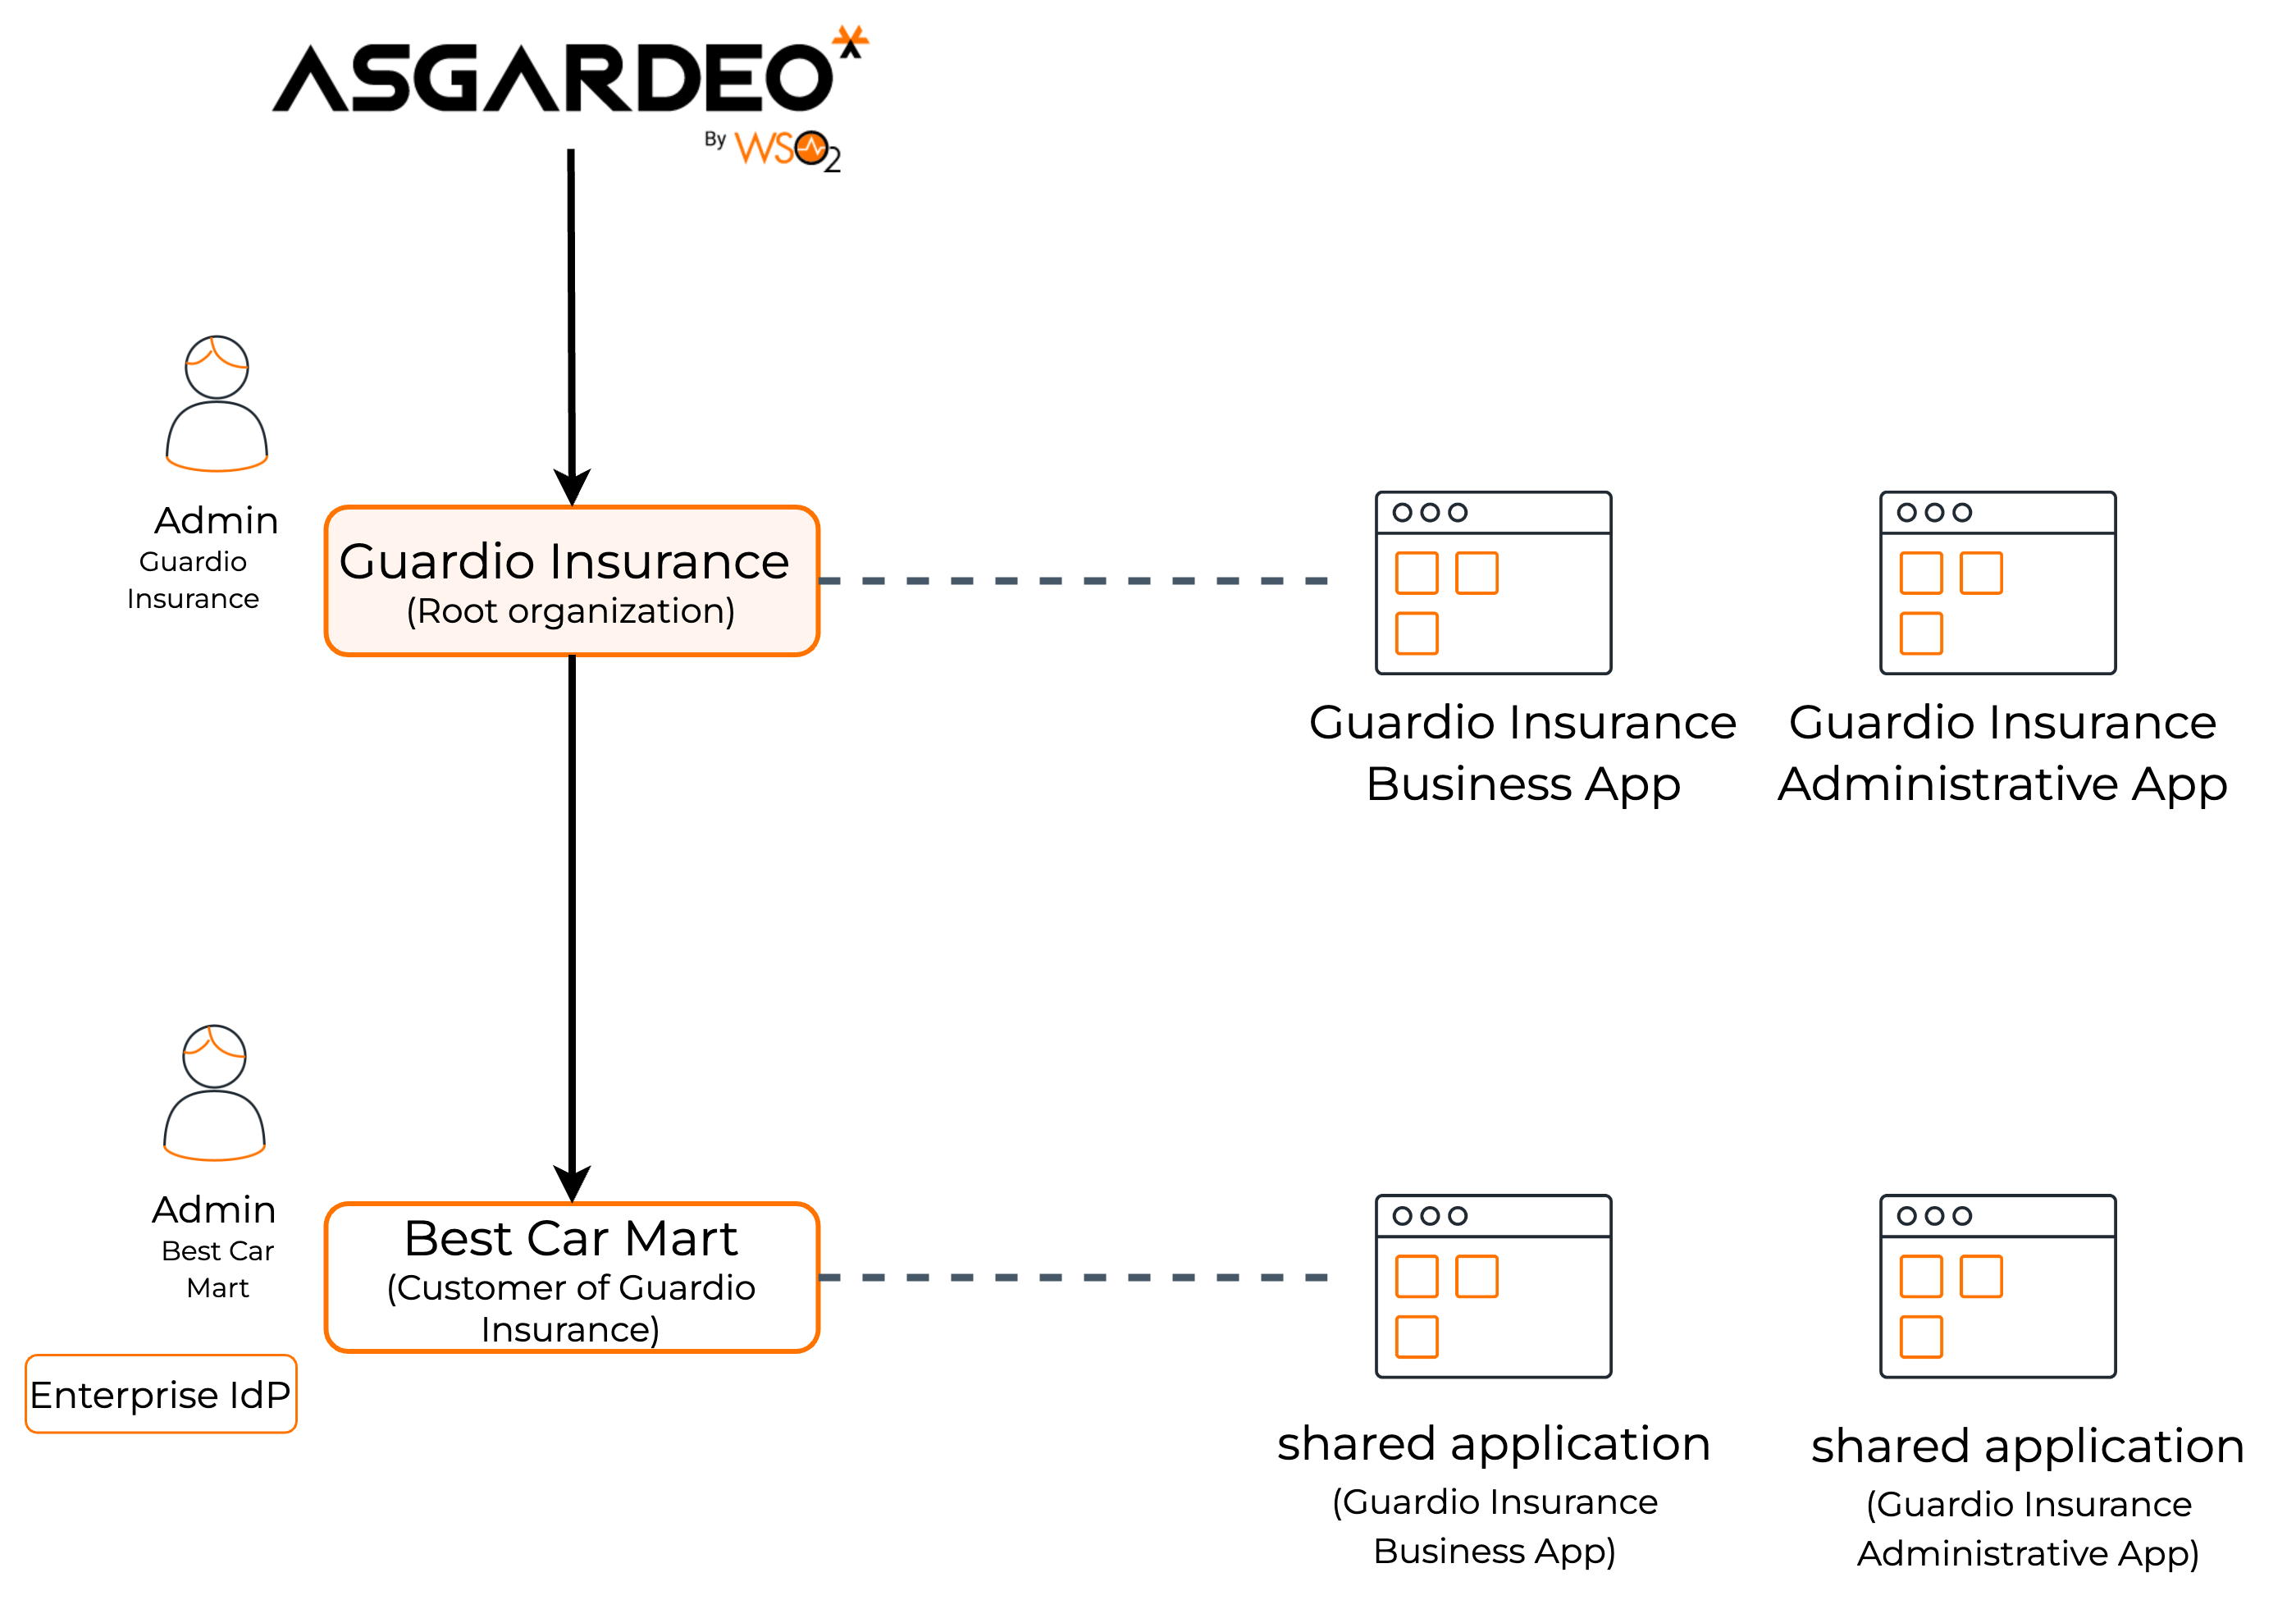 ASGARDEO
By WSO2
Admin
Guardio
Insurance
Guardio Insurance
(Root organization)
Guardio Insurance
Business App
Guardio Insurance
Administrative App
Admin
Best Car
Mart
Enterprise IdP
Best Car Mart
(Customer of Guardio
Insurance)
shared application
(Guardio Insurance
Business App)
shared application
(Guardio Insurance
Administrative App)